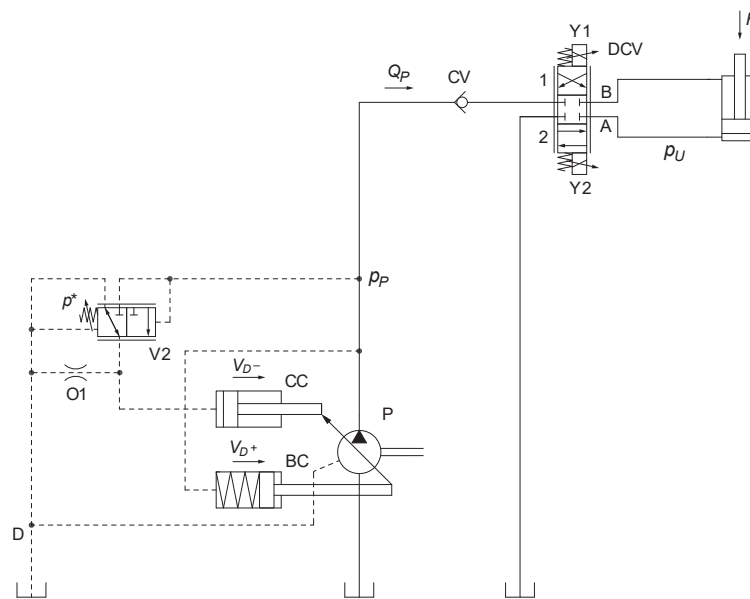 Y1
F
DCV
Q_P
CV
1
B
2
A
p_U
Y2
p_P
p*
V2
V_D−
O1
CC
P
V_D+
BC
D